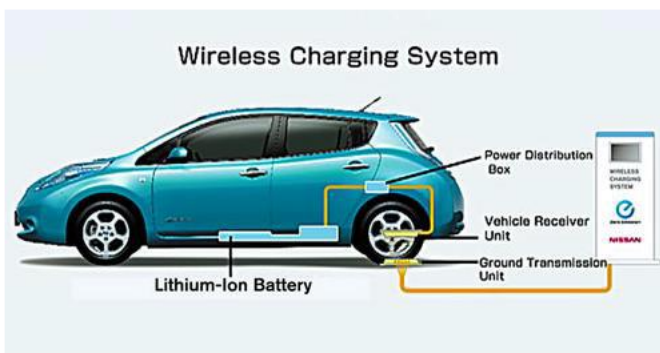 Wireless Charging System
Power Distribution
Box
WIRELESS
CHARGING
SYSTEM
Vehicle Receiver
Unit
NISSAN
Ground Transmission
Unit
Lithium-Ion Battery